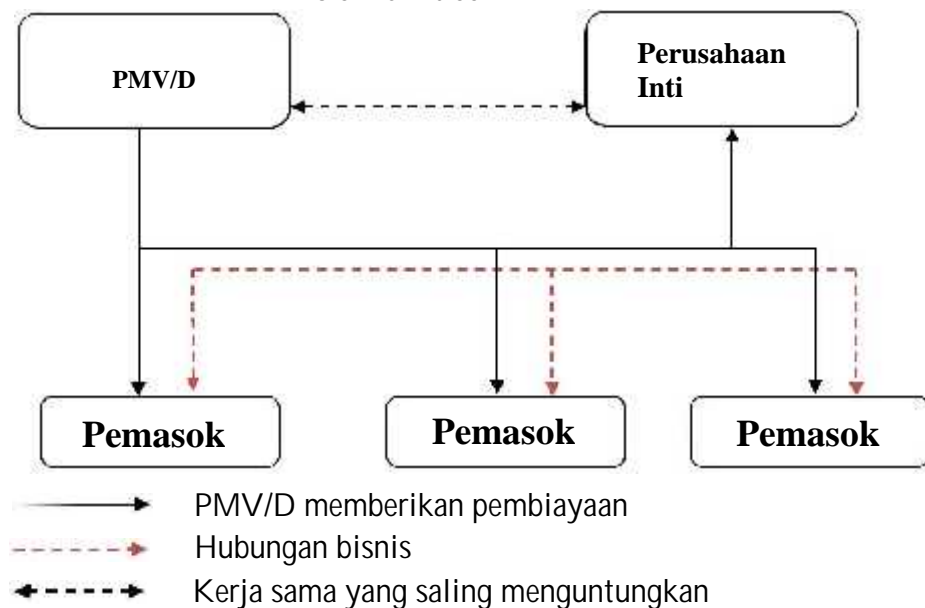 PMV/D
Perusahaan
Inti
Pemasok
Pemasok
Pemasok
PMV/D memberikan pembiayaan
Hubungan bisnis
Kerja sama yang saling menguntungkan